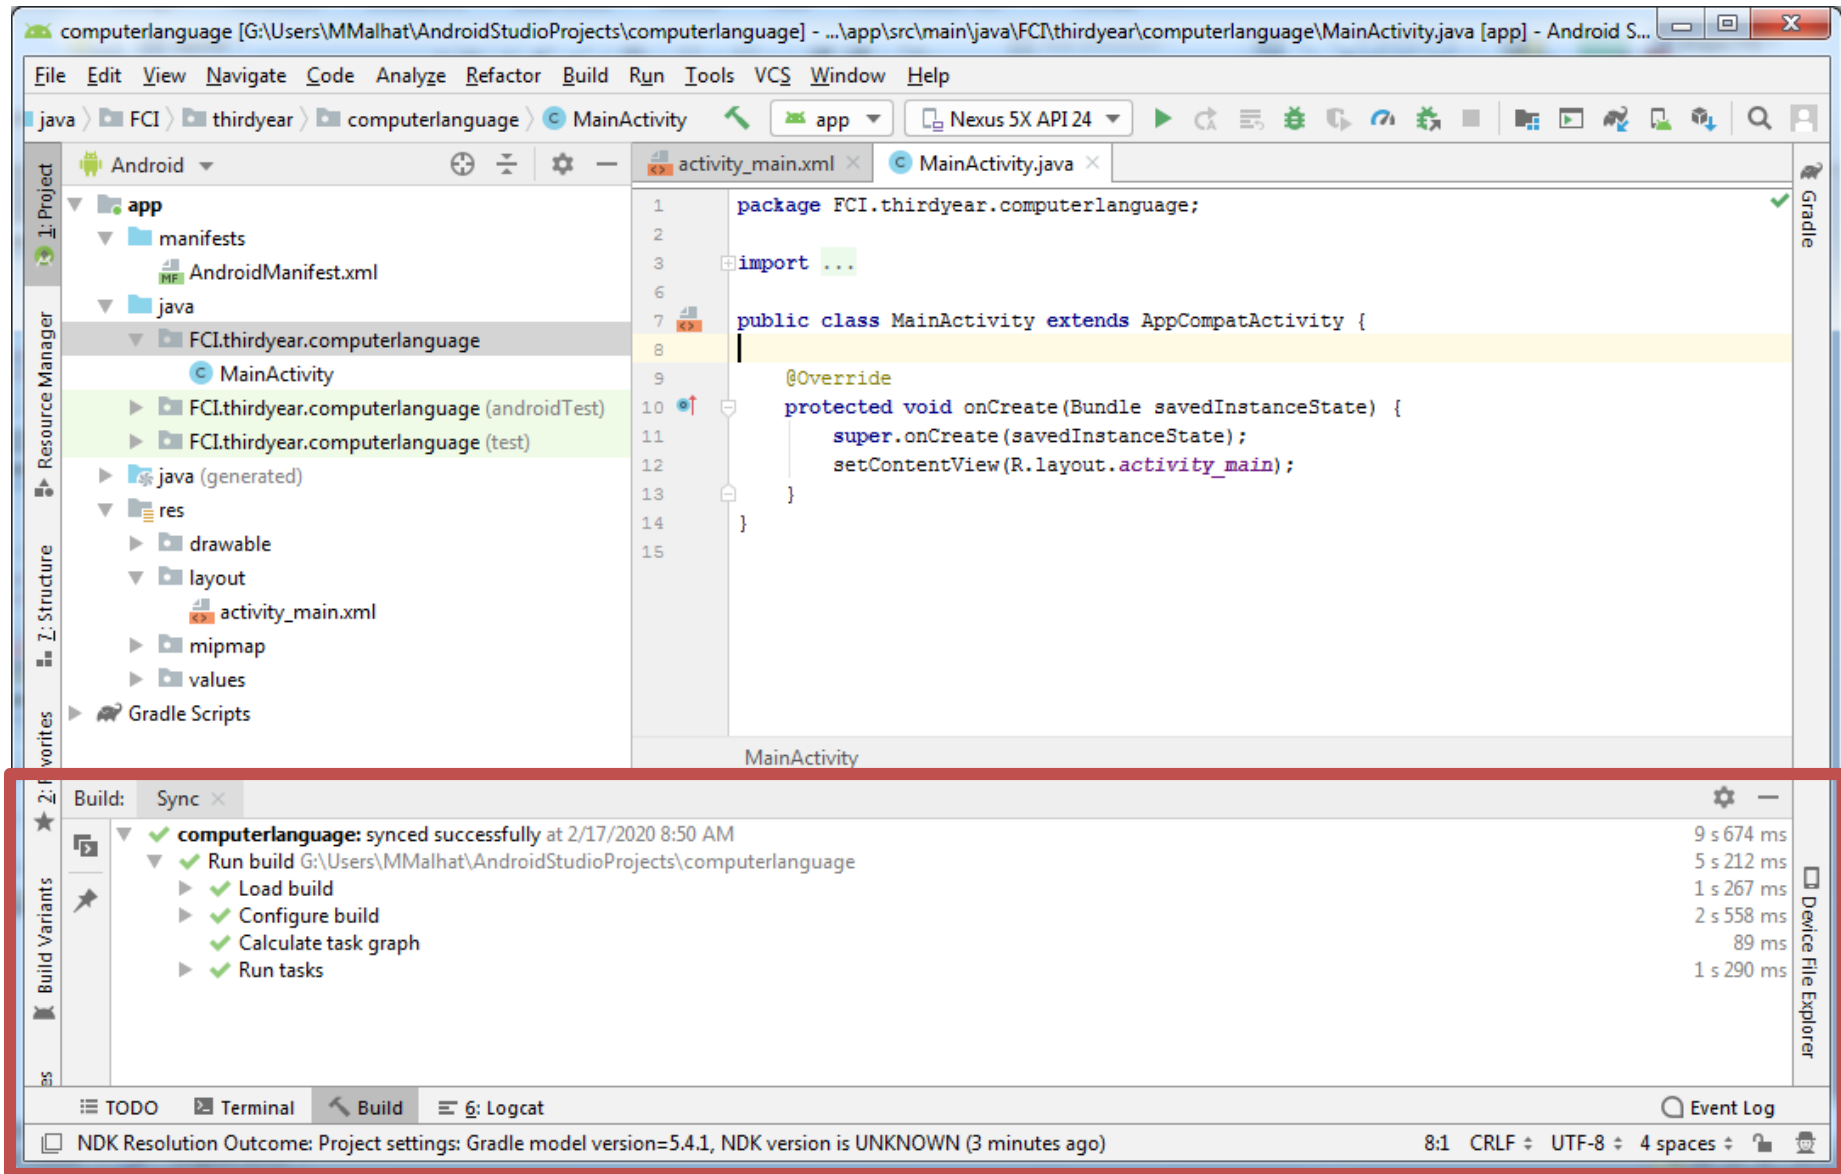 computerlanguage [G:\Users\MMalhat\AndroidStudioProjects\computerlanguage] - ...\app\src\main\java\FCI\thirdyear\computerlanguage\MainActivity.java [app] - Android S...
File Edit View Navigate Code Analyze Refactor Build Run Tools VCS Window Help
java FCI thirdyear computerlanguage MainActivity app Nexus 5X API 24
Android
activity_main.xml MainActivity.java
1: Project
Resource Manager
7: Structure
2: Favorites
Build Variants
app
manifests
AndroidManifest.xml
java
FCI.thirdyear.computerlanguage
MainActivity
FCI.thirdyear.computerlanguage (androidTest)
FCI.thirdyear.computerlanguage (test)
java (generated)
res
drawable
layout
activity_main.xml
mipmap
values
Gradle Scripts
1 package FCI.thirdyear.computerlanguage;
2
3 import ...
6
7 public class MainActivity extends AppCompatActivity {
8
9 @Override
10 protected void onCreate(Bundle savedInstanceState) {
11 super.onCreate(savedInstanceState);
12 setContentView(R.layout.activity_main);
13 }
14 }
15
MainActivity
Gradle
Device File Explorer
Build: Sync
computerlanguage: synced successfully at 2/17/2020 8:50 AM 9 s 674 ms
Run build G:\Users\MMalhat\AndroidStudioProjects\computerlanguage 5 s 212 ms
Load build 1 s 267 ms
Configure build 2 s 558 ms
Calculate task graph 89 ms
Run tasks 1 s 290 ms
TODO Terminal Build 6: Logcat Event Log
NDK Resolution Outcome: Project settings: Gradle model version=5.4.1, NDK version is UNKNOWN (3 minutes ago) 8:1 CRLF UTF-8 4 spaces